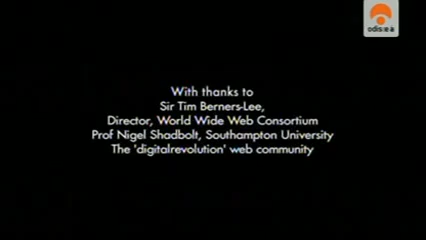 odisea
With thanks to
Sir Tim Berners-Lee,
Director, World Wide Web Consortium
Prof Nigel Shadbolt, Southampton University
The 'digitalrevolution' web community